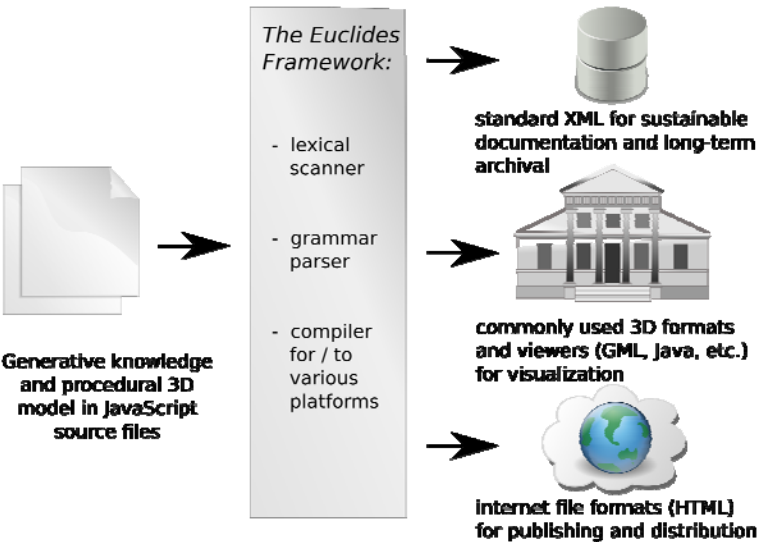 Generative knowledge
and procedural 3D
model in JavaScript
source files
The Euclides
Framework:
- lexical
scanner
- grammar
parser
- compiler
for / to
various
platforms
standard XML for sustainable
documentation and long-term
archival
commonly used 3D formats
and viewers (GML, Java, etc.)
for visualization
internet file formats (HTML)
for publishing and distribution